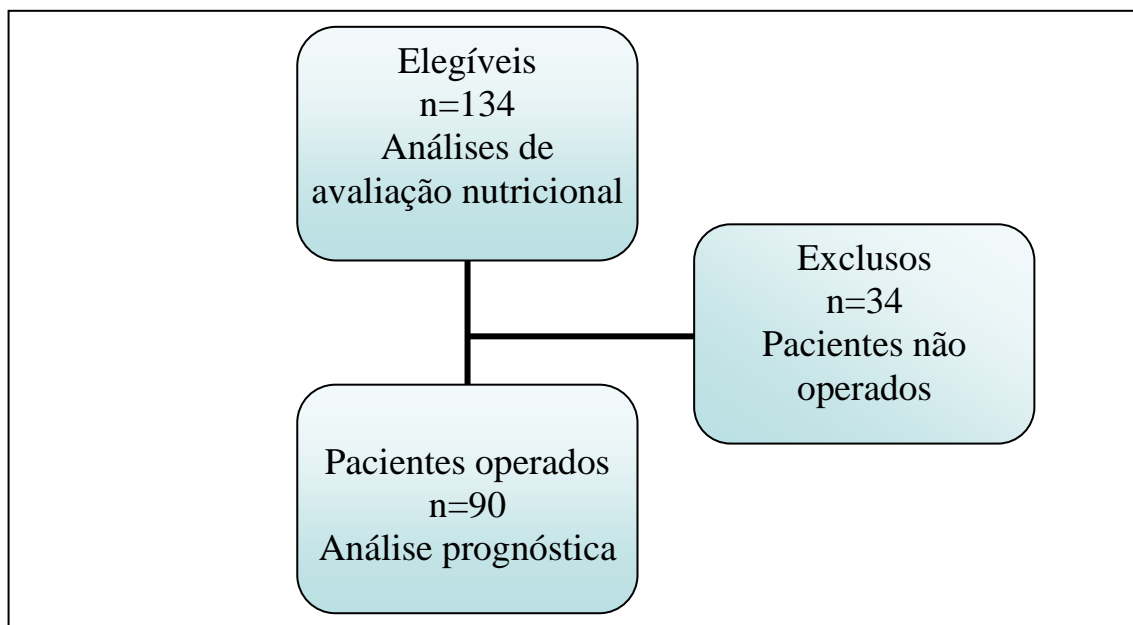 Elegíveis
n=134
Análises de
avaliação nutricional
Exclusos
n=34
Pacientes não
operados
Pacientes operados
n=90
Análise prognóstica